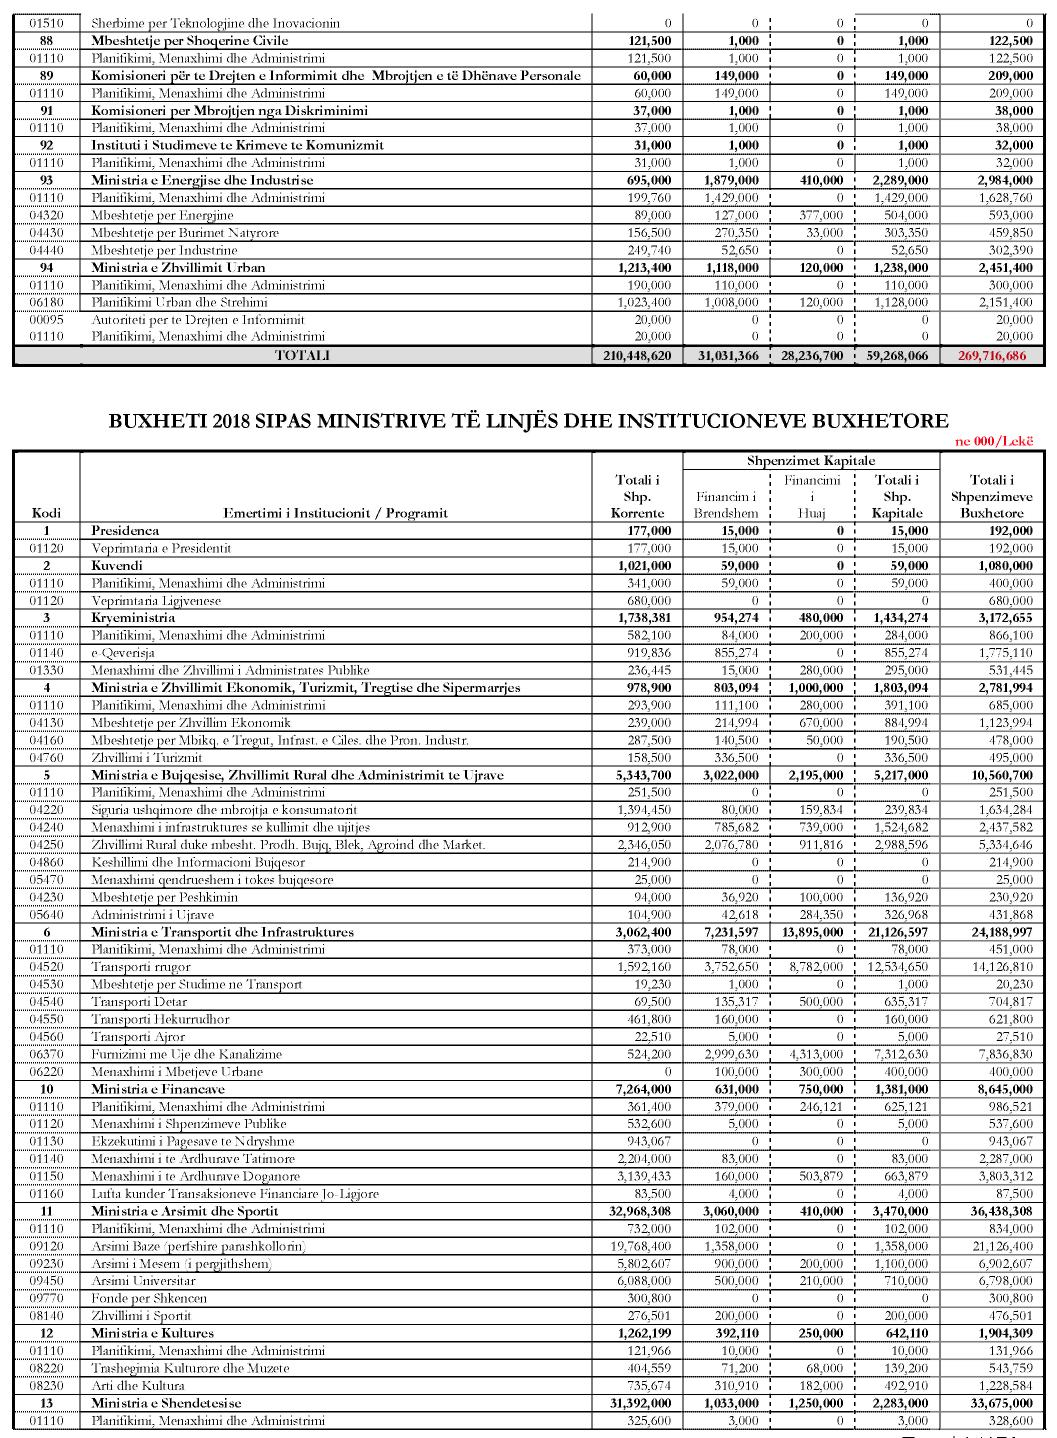 01510 Sherbime per Teknologjine dhe Inovacionin 0 0 0 0 0
88 Mbeshtetje per Shoqerine Civile 121,500 1,000 0 1,000 122,500
01110 Planifikimi, Menaxhimi dhe Administrimi 121,500 1,000 0 1,000 122,500
89 Komisioneri për te Drejten e Informimit dhe Mbrojtjen e të Dhënave Personale 60,000 149,000 0 149,000 209,000
01110 Planifikimi, Menaxhimi dhe Administrimi 60,000 149,000 0 149,000 209,000
91 Komisioneri per Mbrojtjen nga Diskriminimi 37,000 1,000 0 1,000 38,000
01110 Planifikimi, Menaxhimi dhe Administrimi 37,000 1,000 0 1,000 38,000
92 Instituti i Studimeve te Krimeve te Komunizmit 31,000 1,000 0 1,000 32,000
01110 Planifikimi, Menaxhimi dhe Administrimi 31,000 1,000 0 1,000 32,000
93 Ministria e Energjise dhe Industrise 695,000 1,879,000 410,000 2,289,000 2,984,000
01110 Planifikimi, Menaxhimi dhe Administrimi 199,760 1,429,000 0 1,429,000 1,628,760
04320 Mbeshtetje per Energjine 89,000 127,000 377,000 504,000 593,000
04430 Mbeshtetje per Burimet Natyrore 156,500 270,350 33,000 303,350 459,850
04440 Mbeshtetje per Industrine 249,740 52,650 0 52,650 302,390
94 Ministria e Zhvillimit Urban 1,213,400 1,118,000 120,000 1,238,000 2,451,400
01110 Planifikimi, Menaxhimi dhe Administrimi 190,000 110,000 0 110,000 300,000
06180 Planifikimi Urban dhe Strehimi 1,023,400 1,008,000 120,000 1,128,000 2,151,400
00095 Autoriteti per te Drejten e Informimit 20,000 0 0 0 20,000
01110 Planifikimi, Menaxhimi dhe Administrimi 20,000 0 0 0 20,000
TOTALI 210,448,620 31,031,366 28,236,700 59,268,066 269,716,686
BUXHETI 2018 SIPAS MINISTRIVE TË LINJËS DHE INSTITUCIONEVE BUXHETORE
ne 000/Lekë
Shpenzimet Kapitale
Totali i Financimi Totali i Totali i
Shp. Financim i i Shp. Shpenzimeve
Kodi Emertimi i Institucionit / Programit Korrente Brendshem Huaj Kapitale Buxhetore
1 Presidenca 177,000 15,000 0 15,000 192,000
01120 Veprimtaria e Presidentit 177,000 15,000 0 15,000 192,000
2 Kuvendi 1,021,000 59,000 0 59,000 1,080,000
01110 Planifikimi, Menaxhimi dhe Administrimi 341,000 59,000 0 59,000 400,000
01120 Veprimtaria Ligjvenese 680,000 0 0 0 680,000
3 Kryeministria 1,738,381 954,274 480,000 1,434,274 3,172,655
01110 Planifikimi, Menaxhimi dhe Administrimi 582,100 84,000 200,000 284,000 866,100
01140 e-Qeverisja 919,836 855,274 0 855,274 1,775,110
01330 Menaxhimi dhe Zhvillimi i Administrates Publike 236,445 15,000 280,000 295,000 531,445
4 Ministria e Zhvillimit Ekonomik, Turizmit, Tregtise dhe Sipermarrjes 978,900 803,094 1,000,000 1,803,094 2,781,994
01110 Planifikimi, Menaxhimi dhe Administrimi 293,900 111,100 280,000 391,100 685,000
04130 Mbeshtetje per Zhvillim Ekonomik 239,000 214,994 670,000 884,994 1,123,994
04160 Mbeshtetje per Mbikq. e Tregut, Infrast. e Ciles. dhe Pron. Industr. 287,500 140,500 50,000 190,500 478,000
04760 Zhvillimi i Turizmit 158,500 336,500 0 336,500 495,000
5 Ministria e Bujqesise, Zhvillimit Rural dhe Administrimit te Ujrave 5,343,700 3,022,000 2,195,000 5,217,000 10,560,700
01110 Planifikimi, Menaxhimi dhe Administrimi 251,500 0 0 0 251,500
04220 Siguria ushqimore dhe mbrojtja e konsumatorit 1,394,450 80,000 159,834 239,834 1,634,284
04240 Menaxhimi i infrastruktures se kullimit dhe ujitjes 912,900 785,682 739,000 1,524,682 2,437,582
04250 Zhvillimi Rural duke mbesht. Prodh. Bujq, Blek, Agroind dhe Market. 2,346,050 2,076,780 911,816 2,988,596 5,334,646
04860 Keshillimi dhe Informacioni Bujqesor 214,900 0 0 0 214,900
05470 Menaxhimi qendrueshem i tokes bujqesore 25,000 0 0 0 25,000
04230 Mbeshtetje per Peshkimin 94,000 36,920 100,000 136,920 230,920
05640 Administrimi i Ujrave 104,900 42,618 284,350 326,968 431,868
6 Ministria e Transportit dhe Infrastruktures 3,062,400 7,231,597 13,895,000 21,126,597 24,188,997
01110 Planifikimi, Menaxhimi dhe Administrimi 373,000 78,000 0 78,000 451,000
04520 Transporti rrugor 1,592,160 3,752,650 8,782,000 12,534,650 14,126,810
04530 Mbeshtetje per Studime ne Transport 19,230 1,000 0 1,000 20,230
04540 Transporti Detar 69,500 135,317 500,000 635,317 704,817
04550 Transporti Hekurrudhor 461,800 160,000 0 160,000 621,800
04560 Transporti Ajror 22,510 5,000 0 5,000 27,510
06370 Furnizimi me Uje dhe Kanalizime 524,200 2,999,630 4,313,000 7,312,630 7,836,830
06220 Menaxhimi i Mbetjeve Urbane 0 100,000 300,000 400,000 400,000
10 Ministria e Financave 7,264,000 631,000 750,000 1,381,000 8,645,000
01110 Planifikimi, Menaxhimi dhe Administrimi 361,400 379,000 246,121 625,121 986,521
01120 Menaxhimi i Shpenzimeve Publike 532,600 5,000 0 5,000 537,600
01130 Ekzekutimi i Pagesave te Ndryshme 943,067 0 0 0 943,067
01140 Menaxhimi i te Ardhurave Tatimore 2,204,000 83,000 0 83,000 2,287,000
01150 Menaxhimi i te Ardhurave Doganore 3,139,433 160,000 503,879 663,879 3,803,312
01160 Lufta kunder Transaksioneve Financiare Jo-Ligjore 83,500 4,000 0 4,000 87,500
11 Ministria e Arsimit dhe Sportit 32,968,308 3,060,000 410,000 3,470,000 36,438,308
01110 Planifikimi, Menaxhimi dhe Administrimi 732,000 102,000 0 102,000 834,000
09120 Arsimi Baze (perfshire parashkollorin) 19,768,400 1,358,000 0 1,358,000 21,126,400
09230 Arsimi i Mesem (i pergjithshem) 5,802,607 900,000 200,000 1,100,000 6,902,607
09450 Arsimi Universitar 6,088,000 500,000 210,000 710,000 6,798,000
09770 Fonde per Shkencen 300,800 0 0 0 300,800
08140 Zhvillimi i Sportit 276,501 200,000 0 200,000 476,501
12 Ministria e Kultures 1,262,199 392,110 250,000 642,110 1,904,309
01110 Planifikimi, Menaxhimi dhe Administrimi 121,966 10,000 0 10,000 131,966
08220 Trashegimia Kulturore dhe Muzete 404,559 71,200 68,000 139,200 543,759
08230 Arti dhe Kultura 735,674 310,910 182,000 492,910 1,228,584
13 Ministria e Shendetesise 31,392,000 1,033,000 1,250,000 2,283,000 33,675,000
01110 Planifikimi, Menaxhimi dhe Administrimi 325,600 3,000 0 3,000 328,600